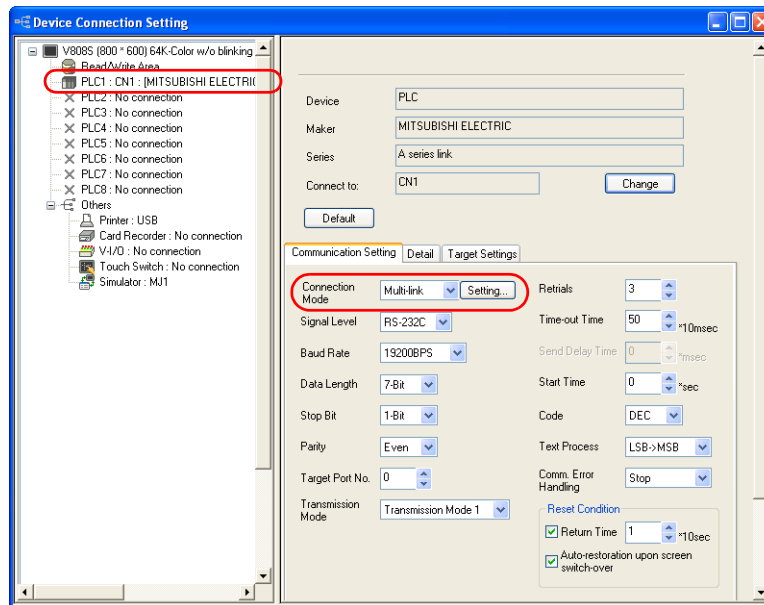 Device Connection Setting
V808S (800 * 600) 64K-Color w/o blinking
Read/Write Area
PLC1 : CN1 : [MITSUBISHI ELECTRI
PLC2 : No connection
PLC3 : No connection
PLC4 : No connection
PLC5 : No connection
PLC6 : No connection
PLC7 : No connection
PLC8 : No connection
Others
Printer : USB
Card Recorder : No connection
V-I/O : No connection
Touch Switch : No connection
Simulator : MJ1
Device PLC
Maker MITSUBISHI ELECTRIC
Series A series link
Connect to: CN1 Change
Default
Communication Setting Detail Target Settings
Connection Mode Multi-link Setting...
Signal Level RS-232C
Baud Rate 19200BPS
Data Length 7-Bit
Stop Bit 1-Bit
Parity Even
Target Port No. 0
Transmission Mode Transmission Mode 1
Retrials 3
Time-out Time 50 *10msec
Send Delay Time 0 *msec
Start Time 0 *sec
Code DEC
Text Process LSB->MSB
Comm. Error Handling Stop
Reset Condition
Return Time 1 *10sec
Auto-restoration upon screen
switch-over